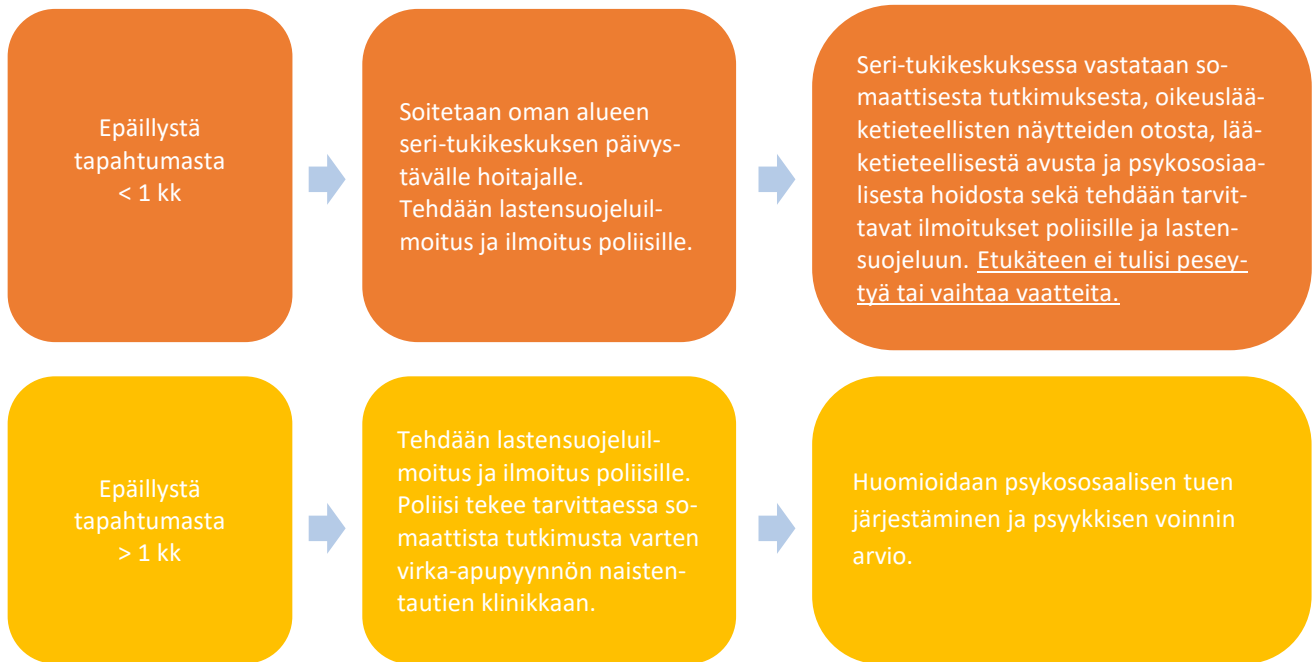 Epäillystä
tapahtumasta
< 1 kk
Soitetaan oman alueen
seri-tukikeskuksen päivys-
tävälle hoitajalle.
Tehdään lastensuojeluil-
moitus ja ilmoitus poliisille.
Seri-tukikeskuksessa vastataan so-
maattisesta tutkimuksesta, oikeuslää-
ketieteellisten näytteiden otosta, lää-
ketieteellisestä avusta ja psykososiaa-
lisesta hoidosta sekä tehdään tarvit-
tavat ilmoitukset poliisille ja lasten-
suojeluun. Etukäteen ei tulisi pesey-
tyä tai vaihtaa vaatteita.
Epäillystä
tapahtumasta
> 1 kk
Tehdään lastensuojeluil-
moitus ja ilmoitus poliisille.
Poliisi tekee tarvittaessa so-
maattista tutkimusta varten
virka-apupyynnön naisten-
tautien klinikkaan.
Huomioidaan psykososaalisen tuen
järjestäminen ja psyykkisen voinnin
arvio.